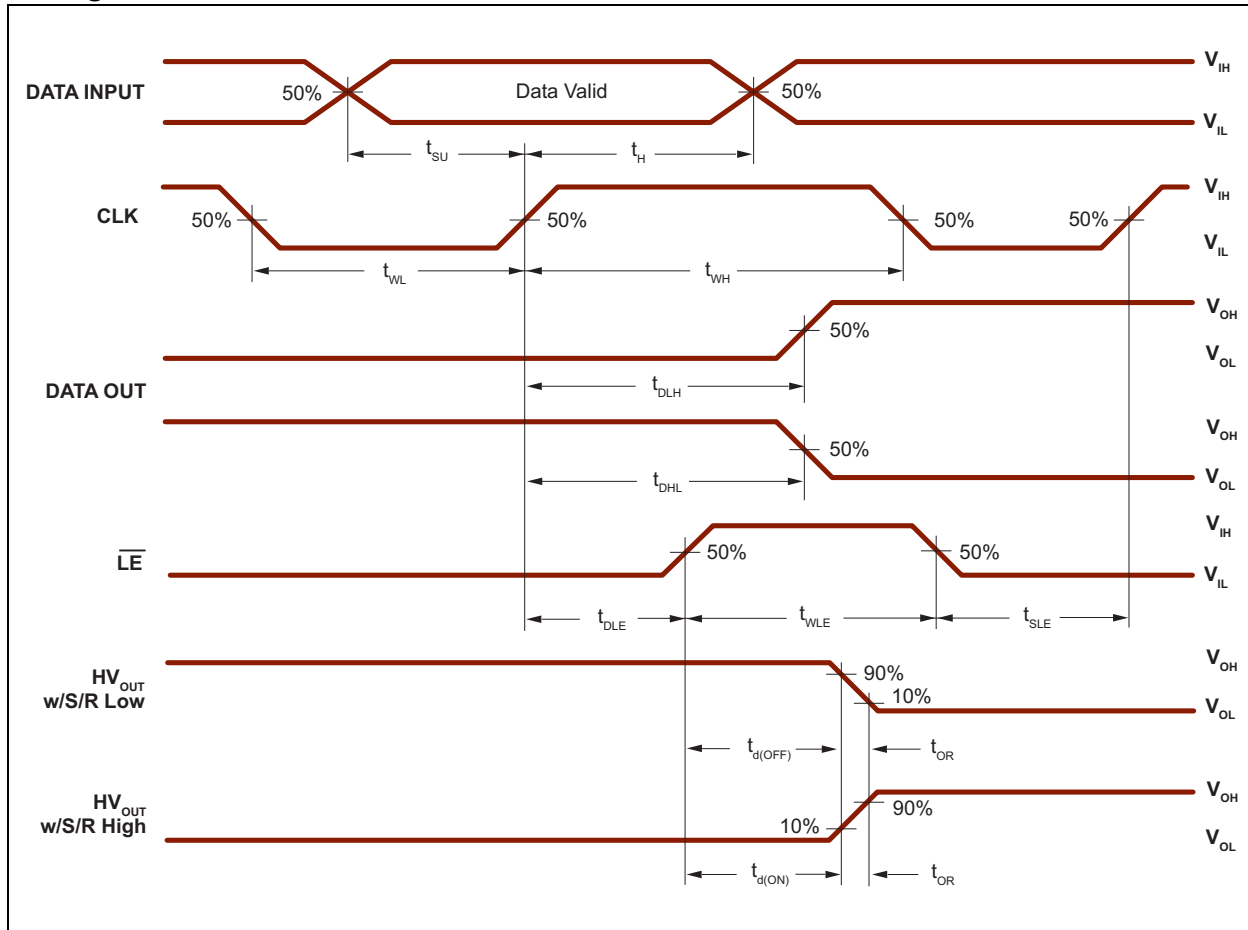 V_IH
DATA INPUT
50%
Data Valid
50%
V_IL
t_SU
t_H
V_IH
CLK
50%
50%
50%
50%
V_IL
t_WL
t_WH
V_OH
50%
V_OL
t_DLH
DATA OUT
V_OH
50%
t_DHL
V_OL
V_IH
LE
50%
50%
V_IL
t_DLE
t_WLE
t_SLE
HV_OUT
w/S/R Low
V_OH
90%
10%
V_OL
t_d(OFF)
t_OR
HV_OUT
w/S/R High
V_OH
90%
10%
V_OL
t_d(ON)
t_OR